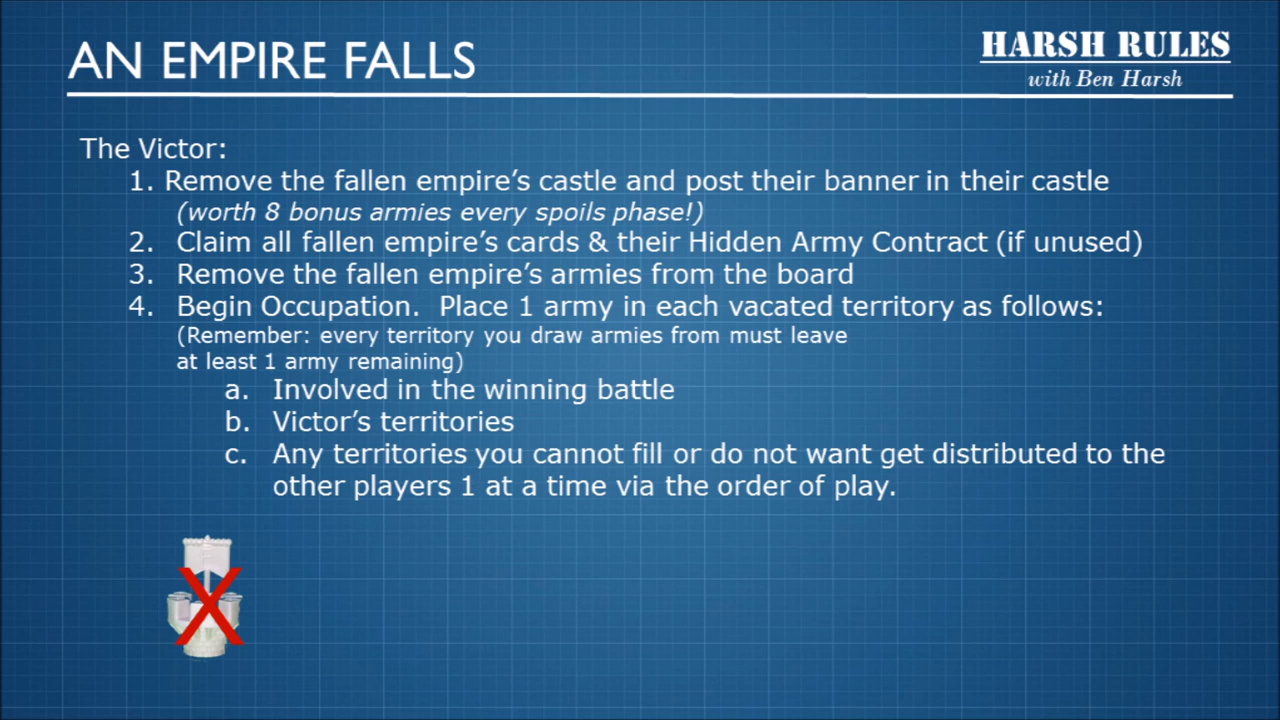 AN EMPIRE FALLS
HARSH RULES
with Ben Harsh
The Victor:
1. Remove the fallen empire’s castle and post their banner in their castle
(worth 8 bonus armies every spoils phase!)
2. Claim all fallen empire’s cards & their Hidden Army Contract (if unused)
3. Remove the fallen empire’s armies from the board
4. Begin Occupation.  Place 1 army in each vacated territory as follows:
(Remember: every territory you draw armies from must leave
at least 1 army remaining)
a. Involved in the winning battle
b. Victor’s territories
c. Any territories you cannot fill or do not want get distributed to the
other players 1 at a time via the order of play.